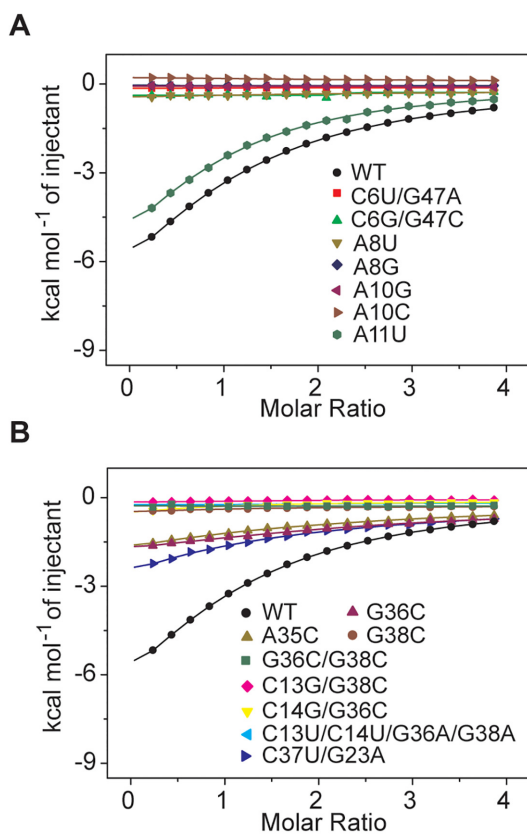 A
kcal mol⁻¹ of injectant
0
-3
-6
-9
WT
C6U/G47A
C6G/G47C
A8U
A8G
A10G
A10C
A11U
0 1 2 3 4
Molar Ratio
B
kcal mol⁻¹ of injectant
0
-3
-6
-9
WT G36C
A35C G38C
G36C/G38C
C13G/G38C
C14G/G36C
C13U/C14U/G36A/G38A
C37U/G23A
0 1 2 3 4
Molar Ratio